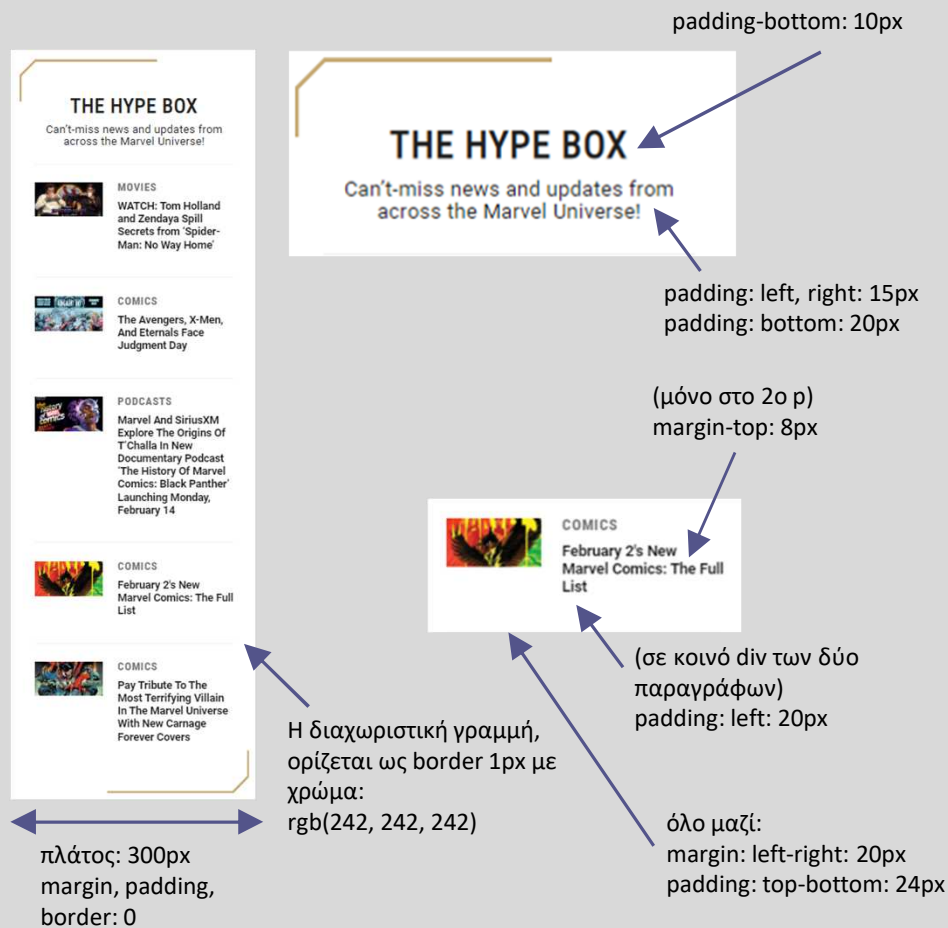 padding-bottom: 10px
THE HYPE BOX
Can't-miss news and updates from
across the Marvel Universe!
MOVIES
WATCH: Tom Holland
and Zendaya Spill
Secrets from 'Spider-
Man: No Way Home'
COMICS
The Avengers, X-Men,
And Eternals Face
Judgment Day
PODCASTS
Marvel And SiriusXM
Explore The Origins Of
T'Challa In New
Documentary Podcast
'The History Of Marvel
Comics: Black Panther'
Launching Monday,
February 14
COMICS
February 2's New
Marvel Comics: The Full
List
COMICS
Pay Tribute To The
Most Terrifying Villain
In The Marvel Universe
With New Carnage
Forever Covers
THE HYPE BOX
Can't-miss news and updates from
across the Marvel Universe!
padding: left, right: 15px
padding: bottom: 20px
(μόνο στο 2ο p)
margin-top: 8px
COMICS
February 2's New
Marvel Comics: The Full
List
(σε κοινό div των δύο
παραγράφων)
padding: left: 20px
Η διαχωριστική γραμμή,
ορίζεται ως border 1px με
χρώμα:
rgb(242, 242, 242)
όλο μαζί:
margin: left-right: 20px
padding: top-bottom: 24px
πλάτος: 300px
margin, padding,
border: 0